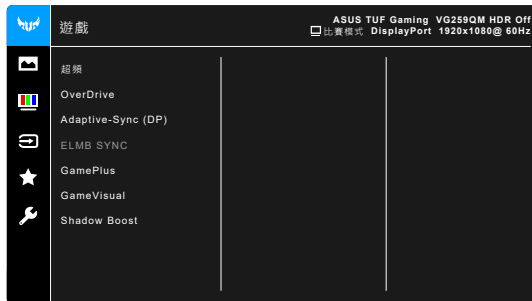 遊戲
ASUS TUF Gaming VG259QM HDR Off
比賽模式 DisplayPort 1920x1080@ 60Hz
超頻
OverDrive
Adaptive-Sync (DP)
ELMB SYNC
GamePlus
GameVisual
Shadow Boost